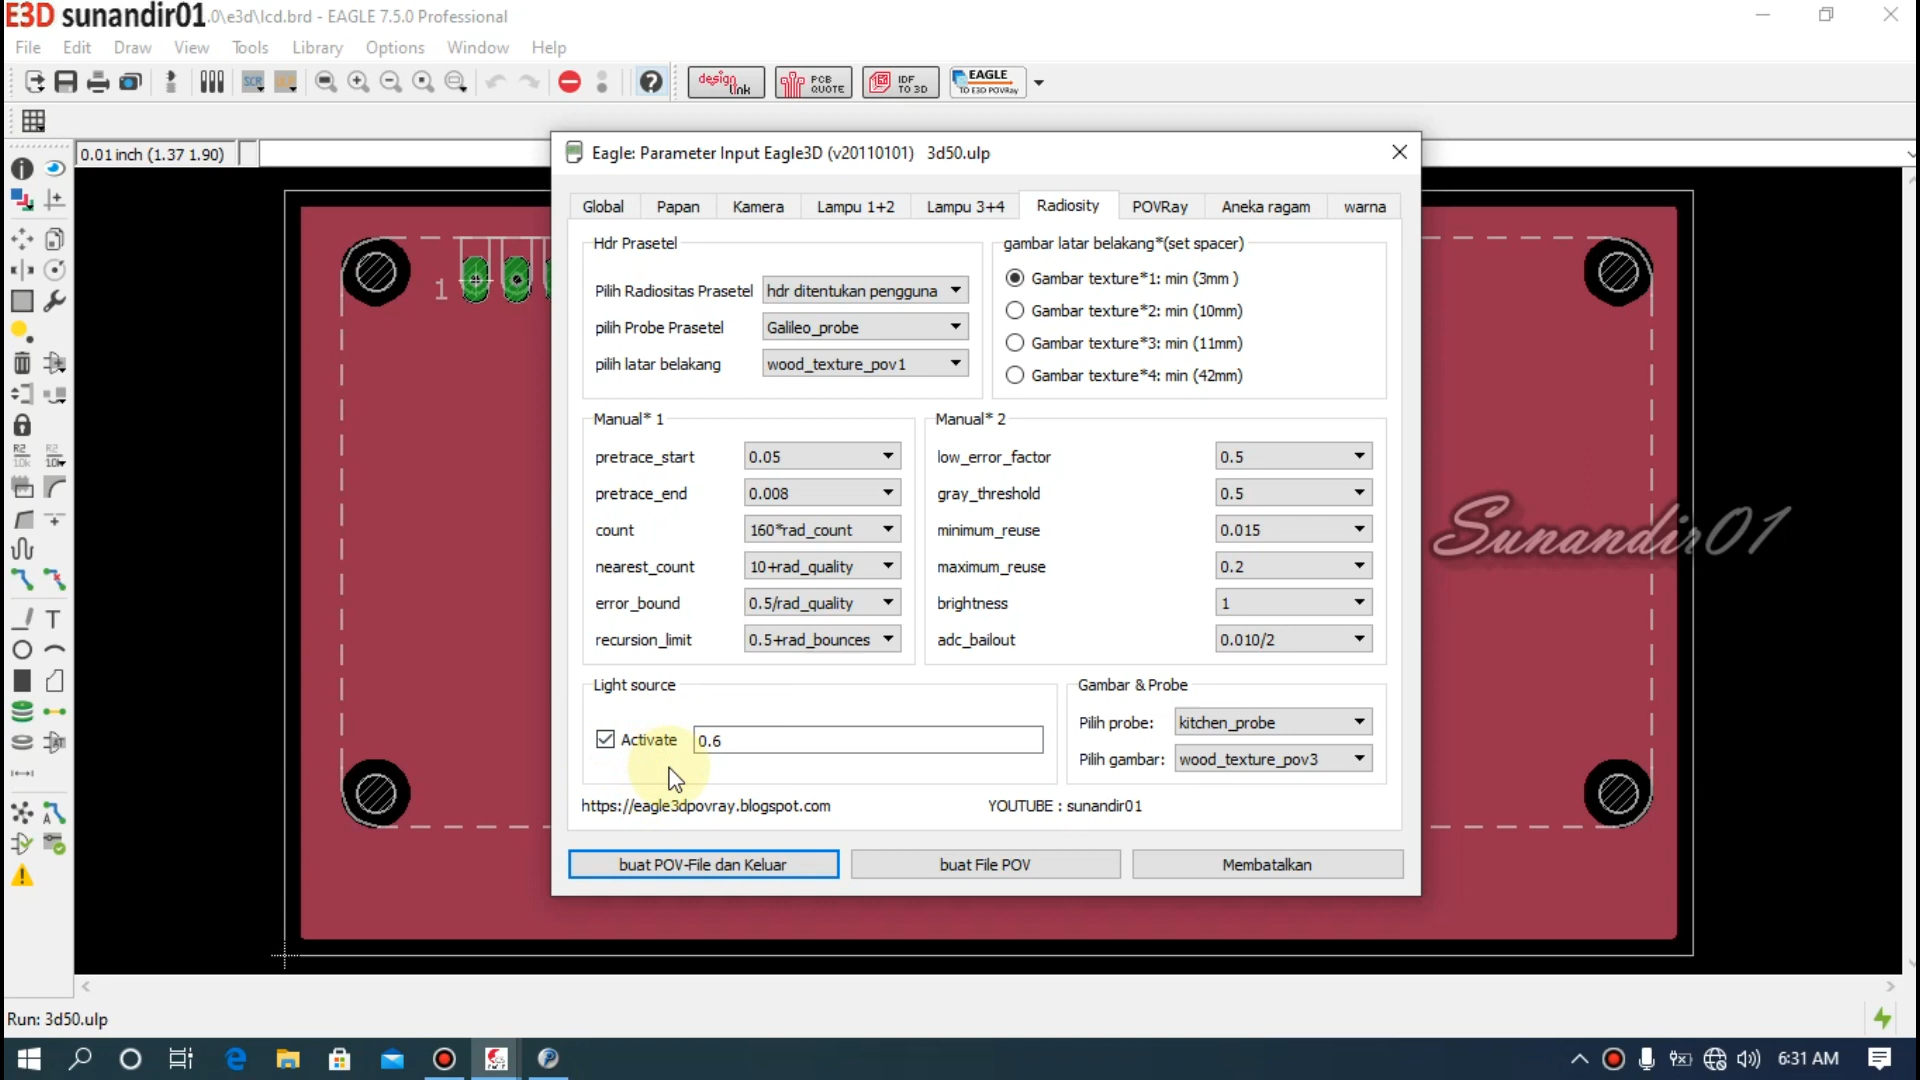 E3D sunandir01 .0\e3d\lcd.brd - EAGLE 7.5.0 Professional
File Edit Draw View Tools Library Options Window Help
design link PCB QUOTE IDF TO 3D EAGLE TO E3D POVRay
0.01 inch (1.37 1.90)
Eagle: Parameter Input Eagle3D (v20110101) 3d50.ulp
Global Papan Kamera Lampu 1+2 Lampu 3+4 Radiosity POVRay Aneka ragam warna
Hdr Prasetel
Pilih Radiositas Prasetel hdr ditentukan pengguna
pilih Probe Prasetel Galileo_probe
pilih latar belakang wood_texture_pov1
gambar latar belakang*(set spacer)
Gambar texture*1: min (3mm )
Gambar texture*2: min (10mm)
Gambar texture*3: min (11mm)
Gambar texture*4: min (42mm)
1
Manual* 1
pretrace_start 0.05
pretrace_end 0.008
count 160*rad_count
nearest_count 10+rad_quality
error_bound 0.5/rad_quality
recursion_limit 0.5+rad_bounces
Manual* 2
low_error_factor 0.5
gray_threshold 0.5
minimum_reuse 0.015
maximum_reuse 0.2
brightness 1
adc_bailout 0.010/2
Sunandir01
Light source
Activate 0.6
Gambar & Probe
Pilih probe: kitchen_probe
Pilih gambar: wood_texture_pov3
https://eagle3dpovray.blogspot.com YOUTUBE : sunandir01
buat POV-File dan Keluar buat File POV Membatalkan
Run: 3d50.ulp
6:31 AM